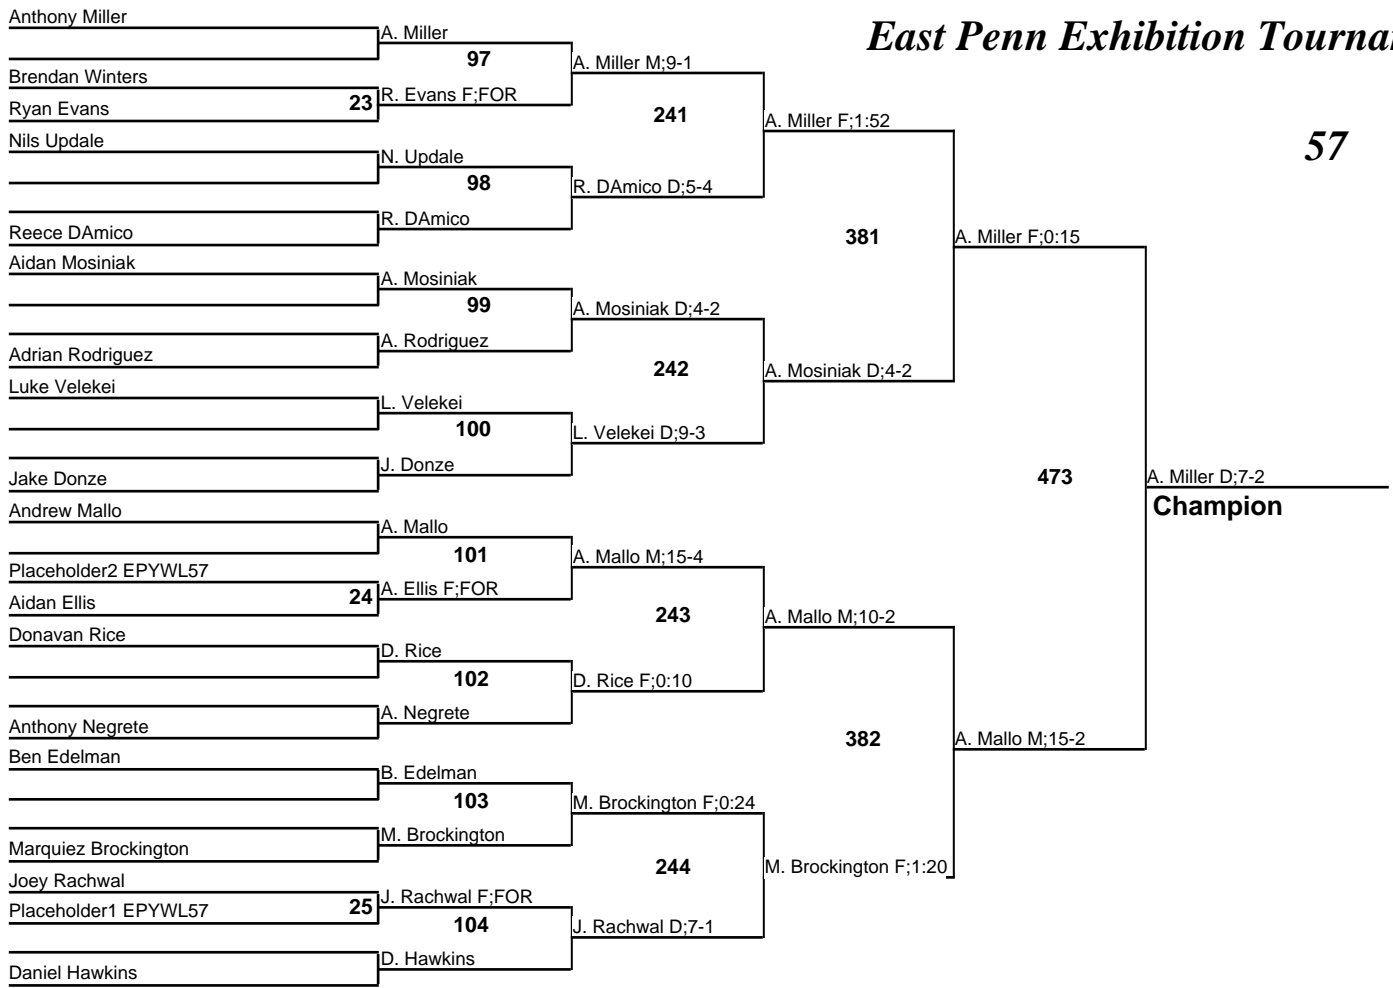 Anthony Miller
A. Miller
East Penn Exhibition Tourna
97
A. Miller M;9-1
Brendan Winters
23
R. Evans F;FOR
Ryan Evans
241
A. Miller F;1:52
Nils Updale
57
N. Updale
98
R. DAmico D;5-4
R. DAmico
Reece DAmico
381
A. Miller F;0:15
Aidan Mosiniak
A. Mosiniak
99
A. Mosiniak D;4-2
A. Rodriguez
Adrian Rodriguez
242
A. Mosiniak D;4-2
Luke Velekei
L. Velekei
100
L. Velekei D;9-3
J. Donze
Jake Donze
473
A. Miller D;7-2
Champion
Andrew Mallo
A. Mallo
101
A. Mallo M;15-4
Placeholder2 EPYWL57
24
A. Ellis F;FOR
Aidan Ellis
243
A. Mallo M;10-2
Donavan Rice
D. Rice
102
D. Rice F;0:10
A. Negrete
Anthony Negrete
382
A. Mallo M;15-2
Ben Edelman
B. Edelman
103
M. Brockington F;0:24
M. Brockington
Marquiez Brockington
244
M. Brockington F;1:20
Joey Rachwal
25
J. Rachwal F;FOR
Placeholder1 EPYWL57
104
J. Rachwal D;7-1
D. Hawkins
Daniel Hawkins